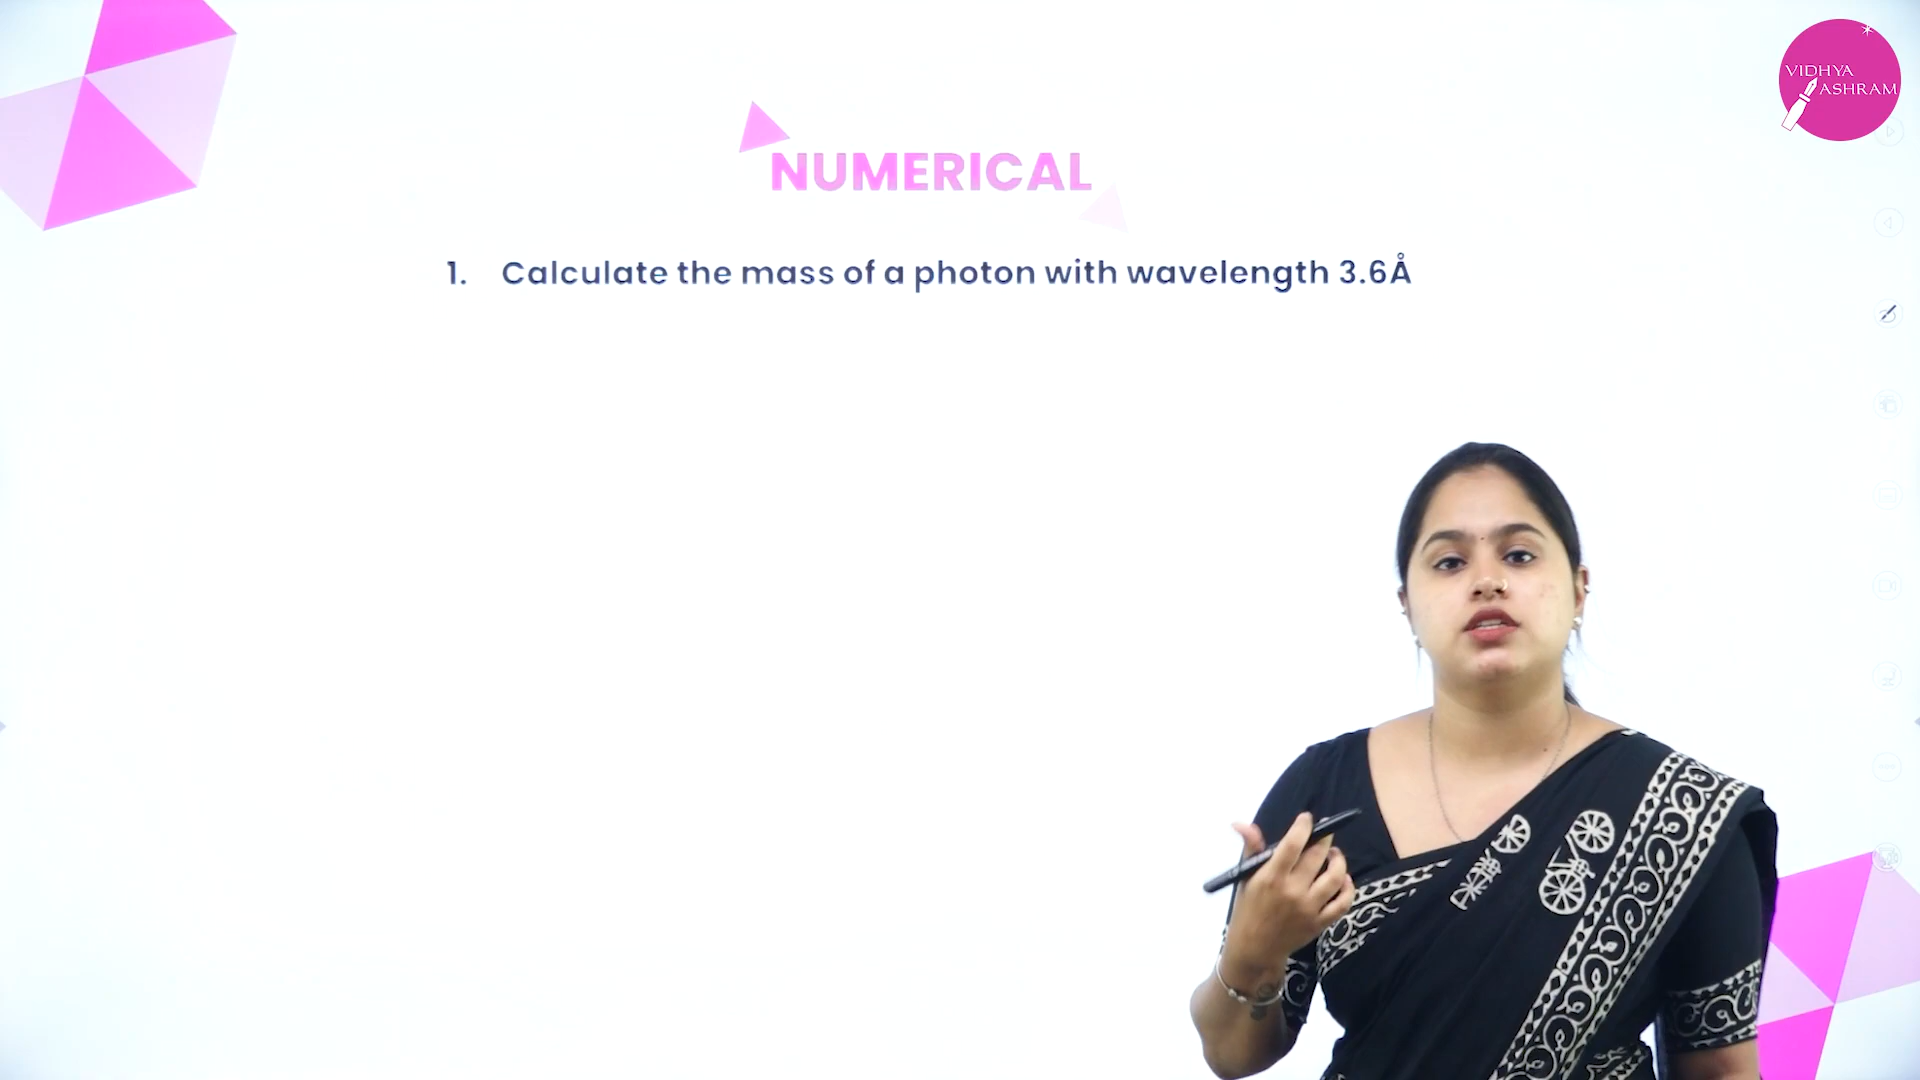 VIDHYA
ASHRAM
NUMERICAL
1. Calculate the mass of a photon with wavelength 3.6Å